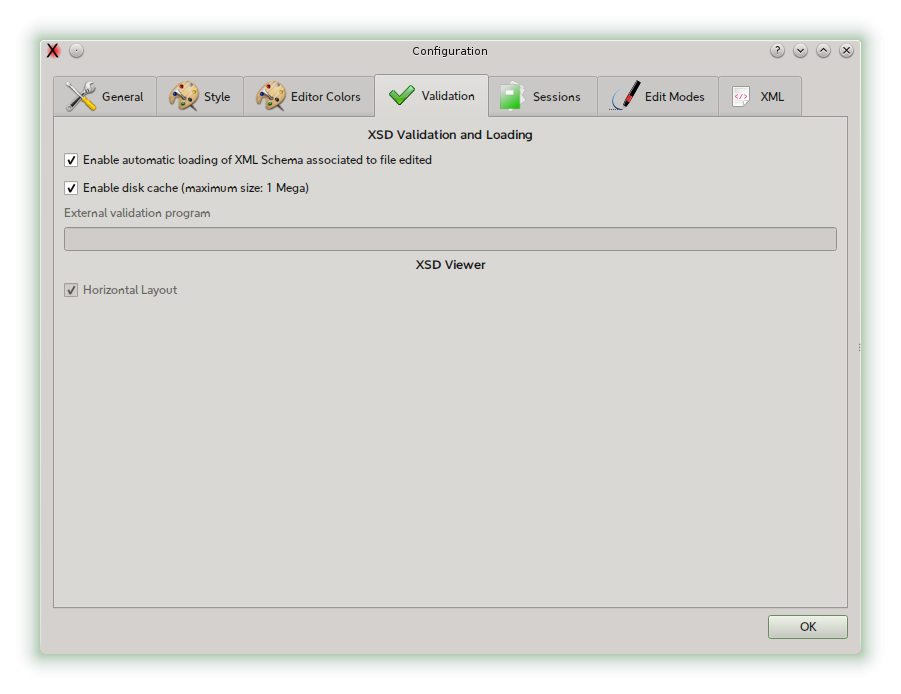 Configuration
General
Style
Editor Colors
Validation
Sessions
Edit Modes
XML
XSD Validation and Loading
Enable automatic loading of XML Schema associated to file edited
Enable disk cache (maximum size: 1 Mega)
External validation program
XSD Viewer
Horizontal Layout
OK